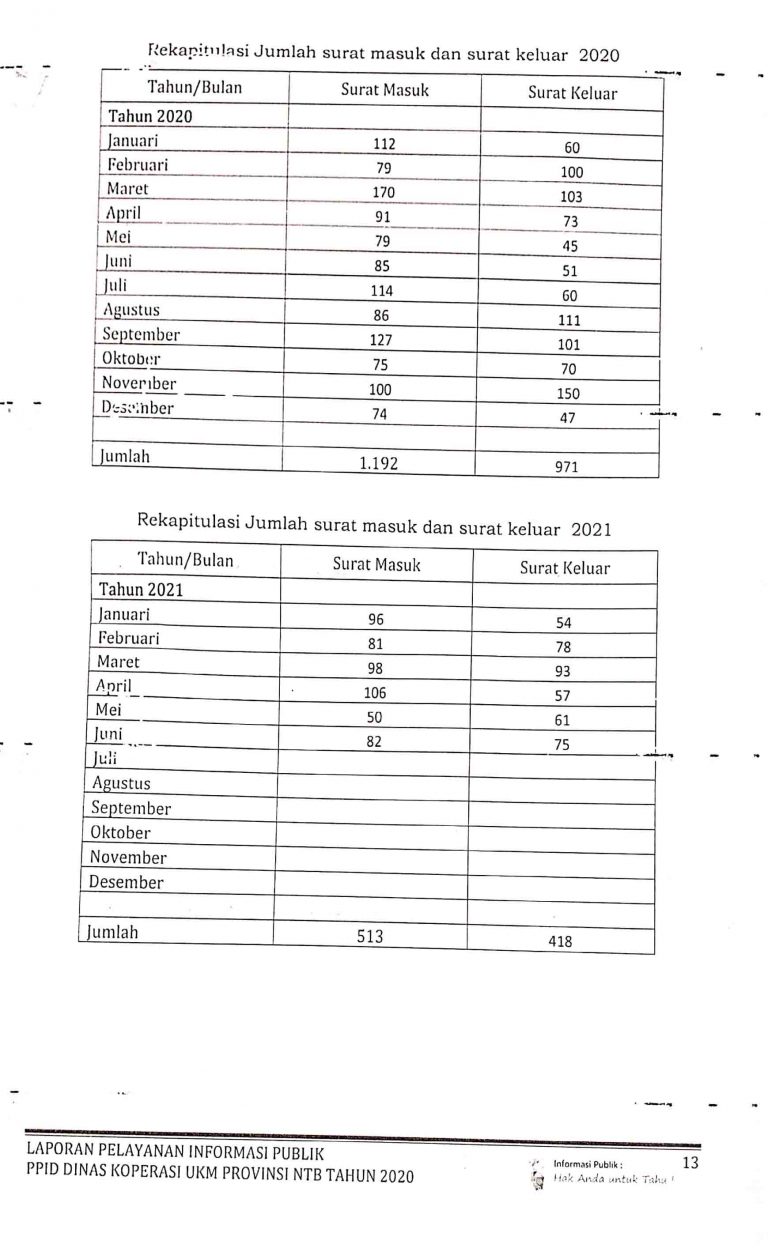 Rekapitulasi Jumlah surat masuk dan surat keluar 2020
Tahun/Bulan Surat Masuk Surat Keluar
Tahun 2020
Januari 112 60
Februari 79 100
Maret 170 103
April 91 73
Mei 79 45
Juni 85 51
Juli 114 60
Agustus 86 111
September 127 101
Oktober 75 70
November 100 150
Desember 74 47
Jumlah 1.192 971
Rekapitulasi Jumlah surat masuk dan surat keluar 2021
Tahun/Bulan Surat Masuk Surat Keluar
Tahun 2021
Januari 96 54
Februari 81 78
Maret 98 93
April 106 57
Mei 50 61
Juni 82 75
Juli
Agustus
September
Oktober
November
Desember
Jumlah 513 418
LAPORAN PELAYANAN INFORMASI PUBLIK
PPID DINAS KOPERASI UKM PROVINSI NTB TAHUN 2020
Informasi Publik :
Hak Anda untuk Tahu !
13